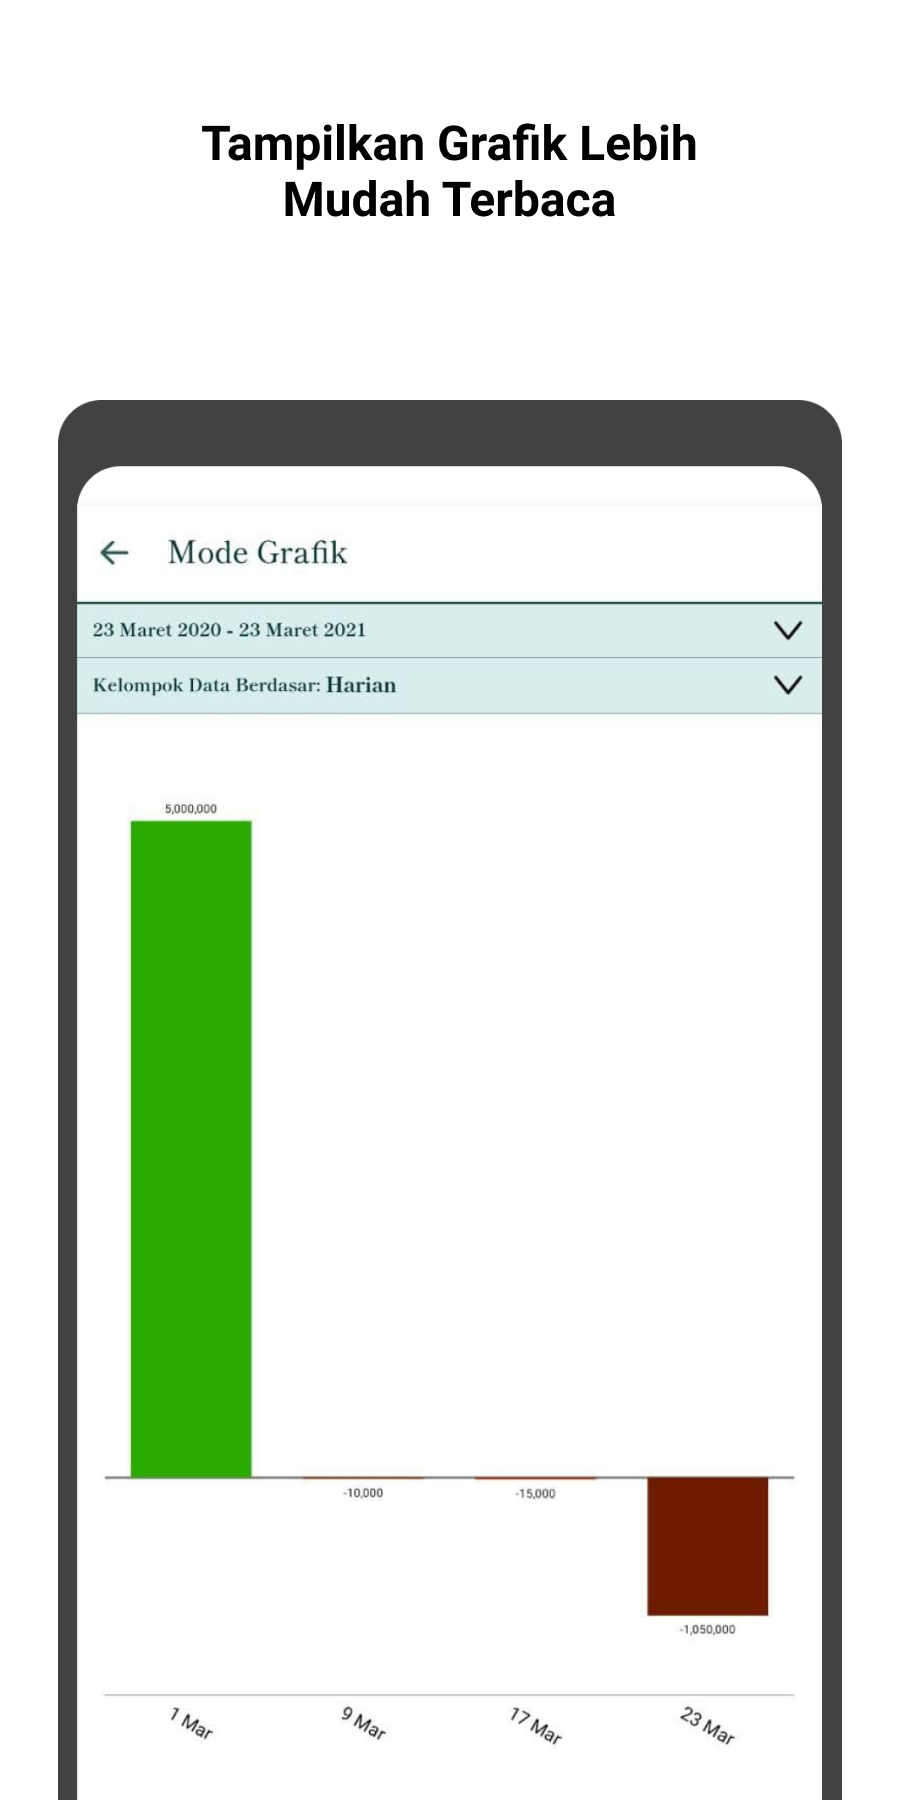 Tampilkan Grafik Lebih
Mudah Terbaca
Mode Grafik
23 Maret 2020 - 23 Maret 2021
Kelompok Data Berdasar: Harian
5,000,000
-10,000
-15,000
-1,050,000
1 Mar
9 Mar
17 Mar
23 Mar